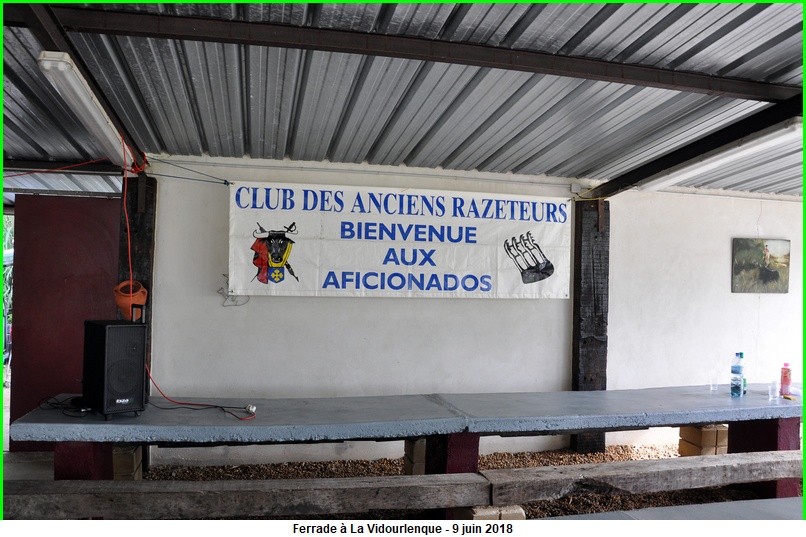 CLUB DES ANCIENS RAZETEURS
BIENVENUE
AUX
AFICIONADOS
Ferrade à La Vidourlenque - 9 juin 2018